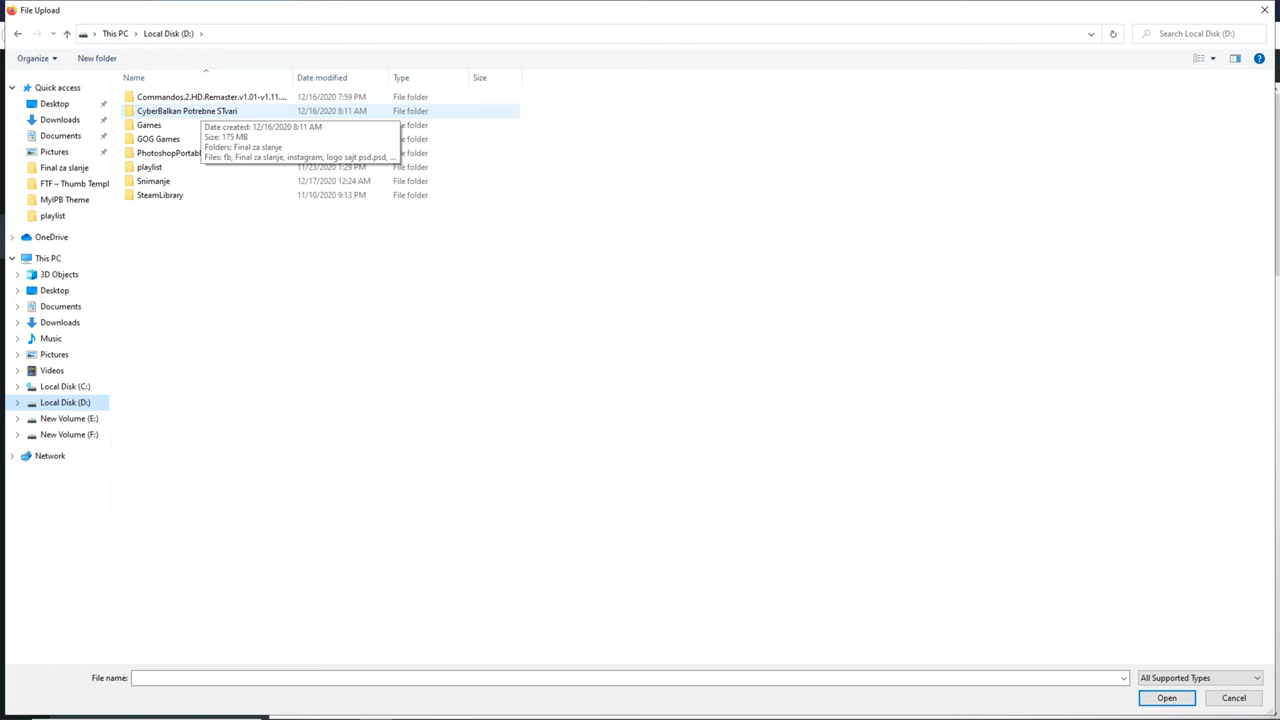 File Upload
This PC
Local Disk (D:)
Search Local Disk (D:)
Organize
New folder
Name
Date modified
Type
Size
Quick access
Desktop
Downloads
Documents
Pictures
Final za slanje
FTF – Thumb Templ
MyIPB Theme
playlist
OneDrive
This PC
3D Objects
Desktop
Documents
Downloads
Music
Pictures
Videos
Local Disk (C:)
Local Disk (D:)
New Volume (E:)
New Volume (F:)
Network
Commandos.2.HD.Remaster.v1.01-v1.11.... 12/16/2020 7:59 PM File folder
CyberBalkan Potrebne STvari 12/16/2020 8:11 AM File folder
Games File folder
GOG Games File folder
PhotoshopPortabl File folder
playlist 11/23/2020 1:29 PM File folder
Snimanje 12/17/2020 12:24 AM File folder
SteamLibrary 11/10/2020 9:13 PM File folder
Date created: 12/16/2020 8:11 AM
Size: 175 MB
Folders: Final za slanje
Files: fb, Final za slanje, instagram, logo sajt psd.psd, ...
File name:
All Supported Types
Open
Cancel